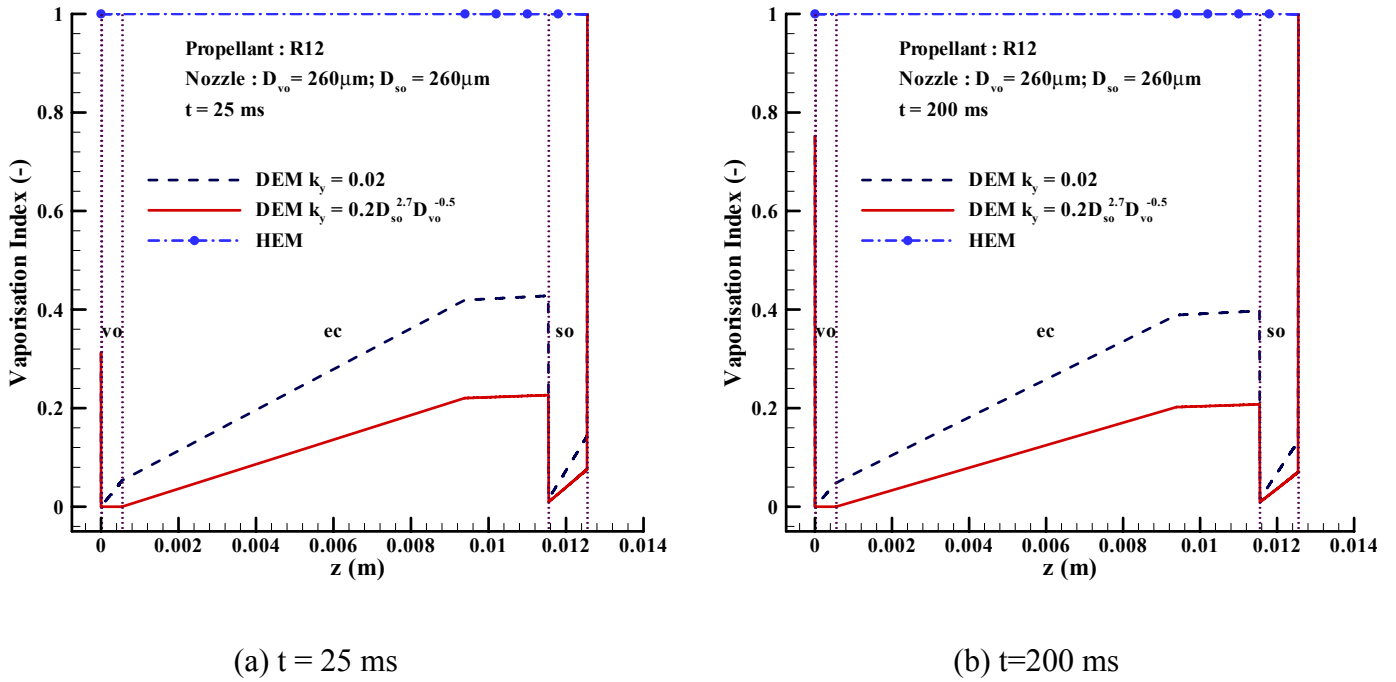 Vaporisation Index (-)
1
0.8
0.6
0.4
0.2
0
Propellant : R12
Nozzle : D_vo = 260μm; D_so = 260μm
t = 25 ms
DEM k_y = 0.02
DEM k_y = 0.2D_so^2.7 D_vo^-0.5
HEM
vo
ec
so
0 0.002 0.004 0.006 0.008 0.01 0.012 0.014
z (m)
(a) t = 25 ms
Vaporisation Index (-)
1
0.8
0.6
0.4
0.2
0
Propellant : R12
Nozzle : D_vo = 260μm; D_so = 260μm
t = 200 ms
DEM k_y = 0.02
DEM k_y = 0.2D_so^2.7 D_vo^-0.5
HEM
vo
ec
so
0 0.002 0.004 0.006 0.008 0.01 0.012 0.014
z (m)
(b) t=200 ms